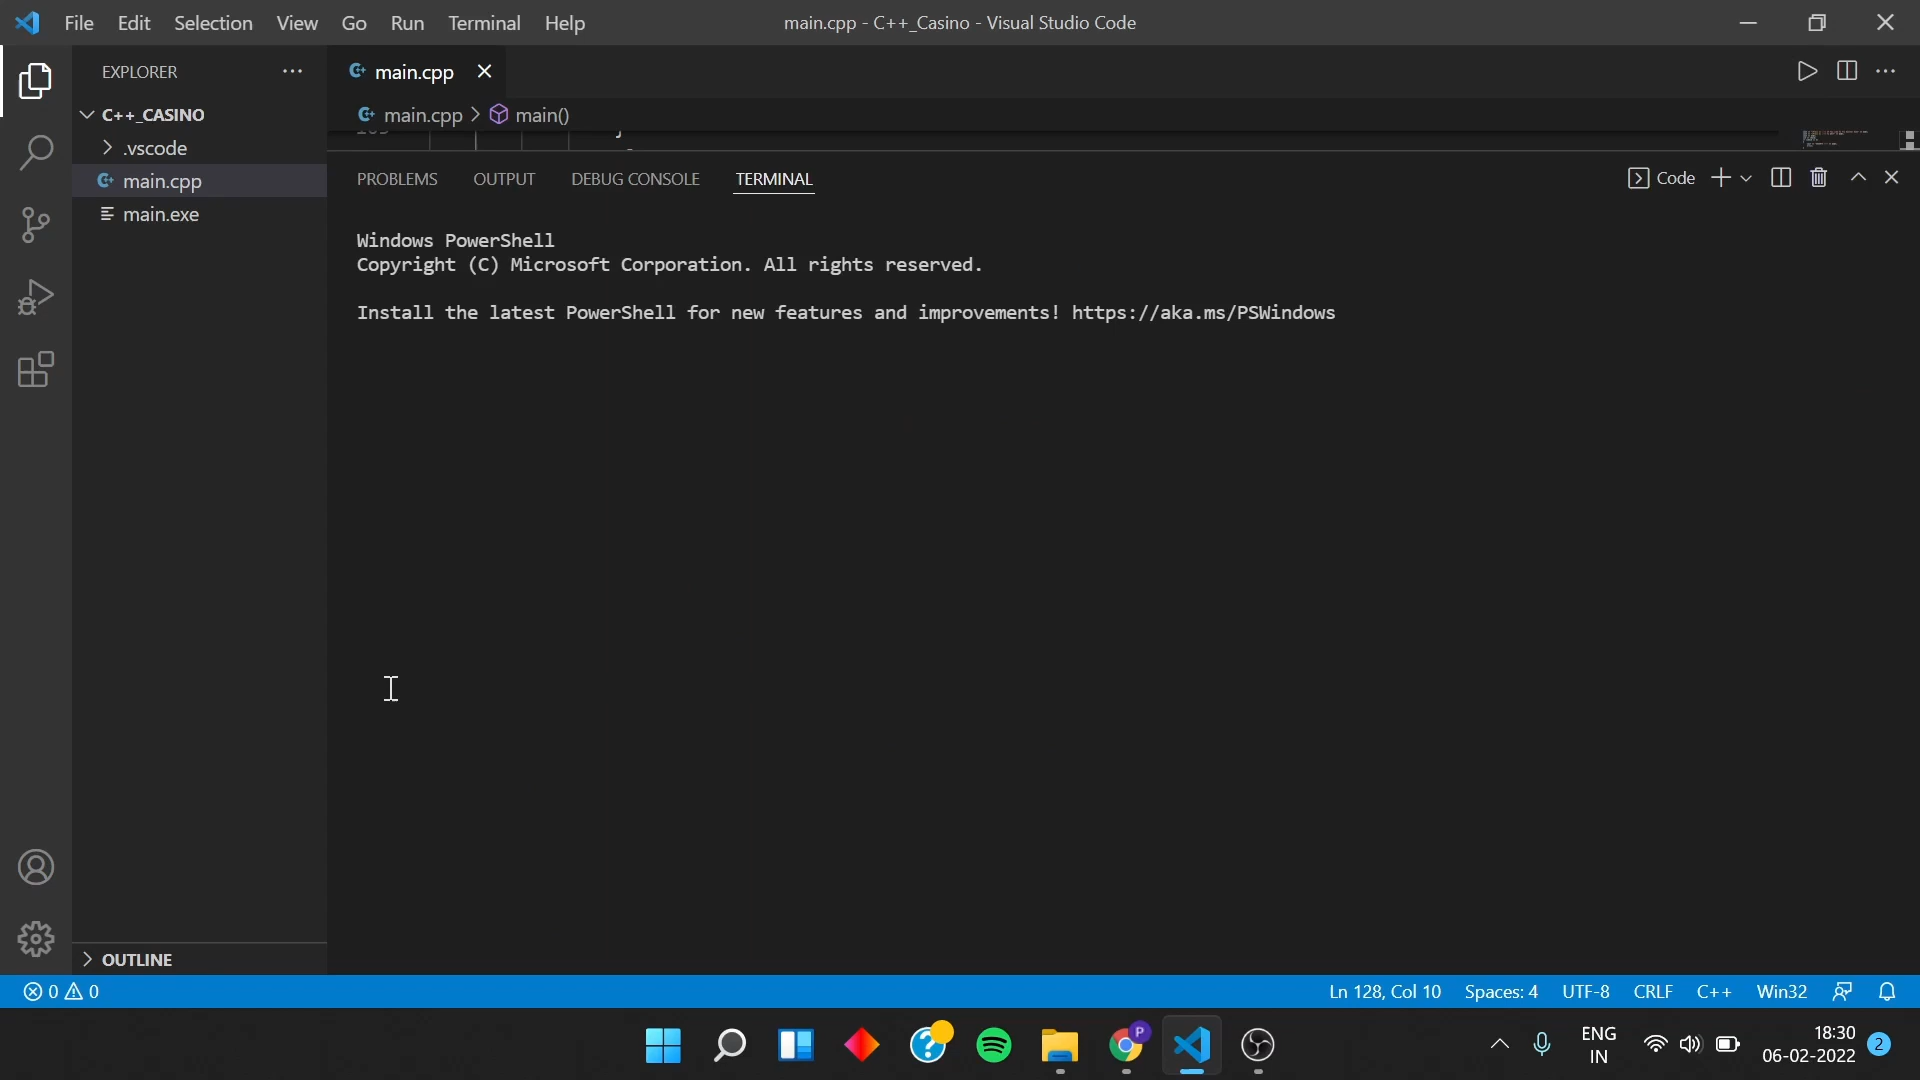 File Edit Selection View Go Run Terminal Help
main.cpp - C++_Casino - Visual Studio Code
EXPLORER
main.cpp
C++_CASINO
main.cpp main()
.vscode
main.cpp
main.exe
PROBLEMS OUTPUT DEBUG CONSOLE TERMINAL
Code
Windows PowerShell
Copyright (C) Microsoft Corporation. All rights reserved.
Install the latest PowerShell for new features and improvements! https://aka.ms/PSWindows
OUTLINE
0 0
Ln 128, Col 10 Spaces: 4 UTF-8 CRLF C++ Win32
P
ENG
IN
18:30
06-02-2022
2